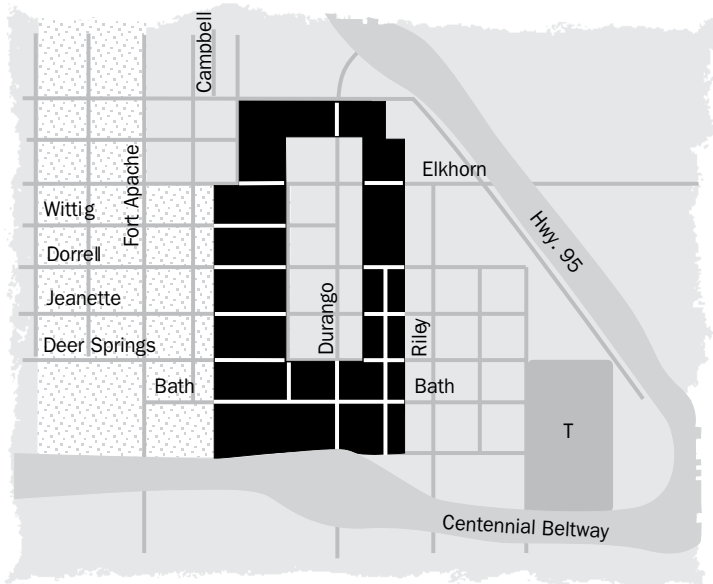 Campbell
Fort Apache
Elkhorn
Wittig
Dorrell
Hwy. 95
Jeanette
Durango
Riley
Deer Springs
Bath
Bath
T
Centennial Beltway